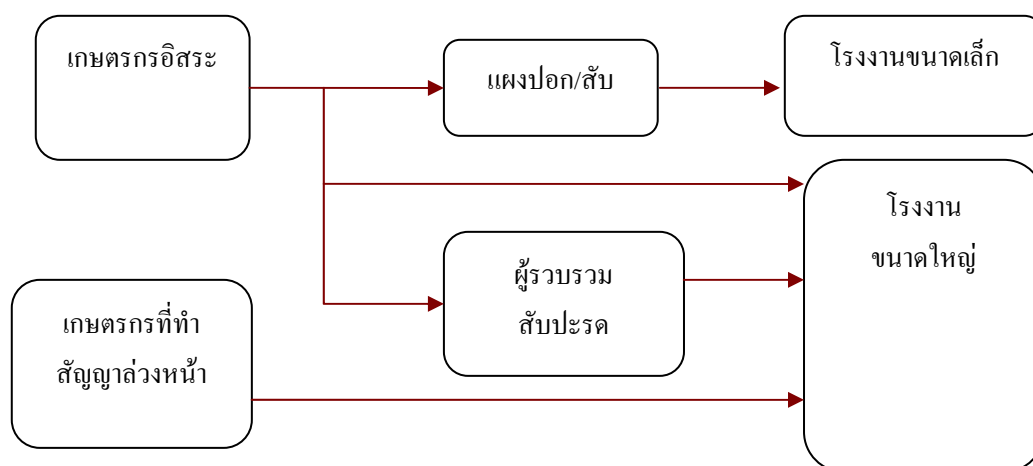 เกษตรกรอิสระ
แผงปอก/สับ
โรงงานขนาดเล็ก
โรงงาน
ขนาดใหญ่
ผู้รวบรวม
สับปะรด
เกษตรกรที่ทำ
สัญญาล่วงหน้า